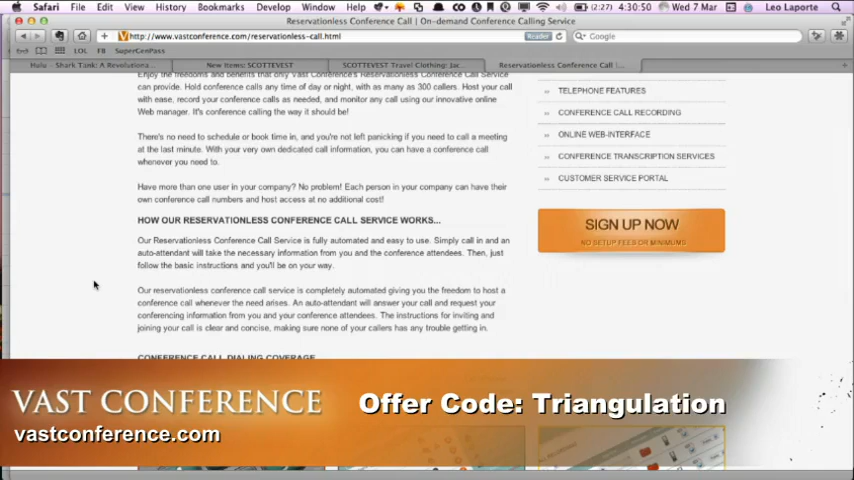 Safari File Edit View History Bookmarks Develop Window Help (2:27) 4:30:50 Wed 7 Mar Leo Laporte
Reservationless Conference Call | On-demand Conference Calling Service
http://www.vastconference.com/reservationless-call.html Reader Google
LOL FB SuperGenPass
Hulu - Shark Tank: A Revolutiona... New Items: SCOTTEVEST SCOTTEVEST Travel Clothing: Jac... Reservationless Conference Call |...
Enjoy the freedoms and benefits that only Vast Conference's Reservationless Conference Call Service
can provide. Hold conference calls any time of day or night, with as many as 300 callers. Host your call
with ease, record your conference calls as needed, and monitor any call using our innovative online
Web manager. It's conference calling the way it should be!
There's no need to schedule or book time in, and you're not left panicking if you need to call a meeting
at the last minute. With your very own dedicated call information, you can have a conference call
whenever you need to.
Have more than one user in your company? No problem! Each person in your company can have their
own conference call numbers and host access at no additional cost!
HOW OUR RESERVATIONLESS CONFERENCE CALL SERVICE WORKS...
Our Reservationless Conference Call Service is fully automated and easy to use. Simply call in and an
auto-attendant will take the necessary information from you and the conference attendees. Then, just
follow the basic instructions and you'll be on your way.
Our reservationless conference call service is completely automated giving you the freedom to host a
conference call whenever the need arises. An auto-attendant will answer your call and request your
conferencing information from you and your conference attendees. The instructions for inviting and
joining your call is clear and concise, making sure none of your callers has any trouble getting in.
CONFERENCE CALL DIALING COVERAGE
TELEPHONE FEATURES
CONFERENCE CALL RECORDING
ONLINE WEB-INTERFACE
CONFERENCE TRANSCRIPTION SERVICES
CUSTOMER SERVICE PORTAL
SIGN UP NOW
NO SETUP FEES OR MINIMUMS
VAST CONFERENCE
vastconference.com
Offer Code: Triangulation